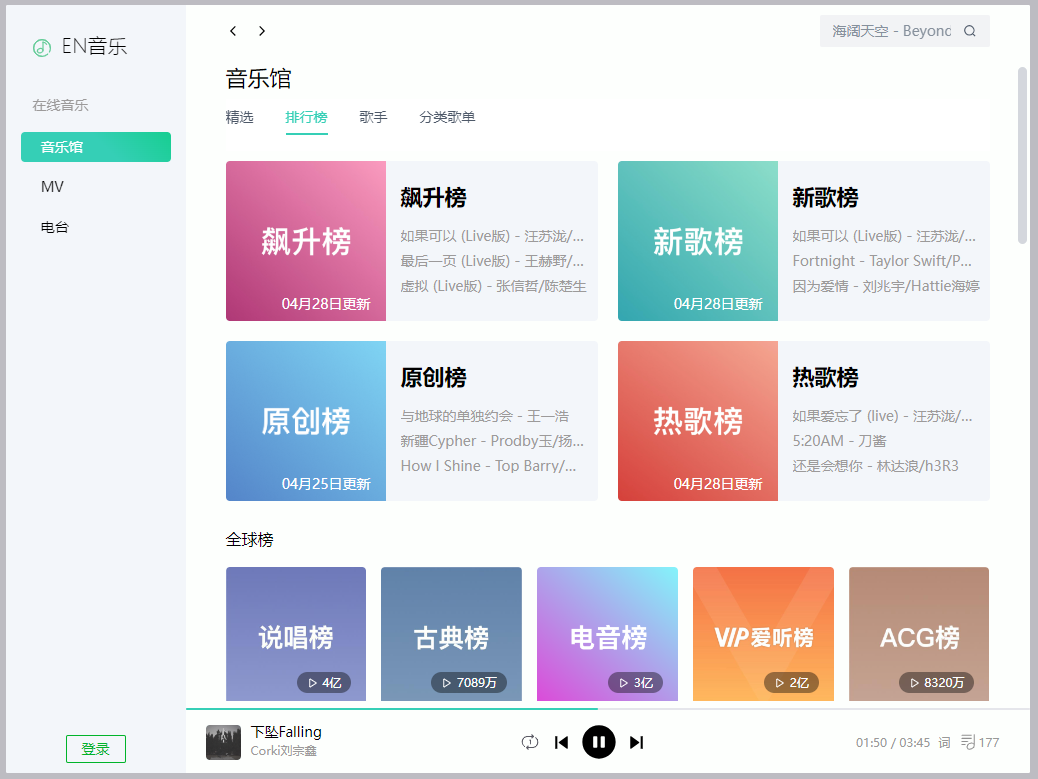 EN音乐
海阔天空 - Beyond
音乐馆
在线音乐
音乐馆
MV
电台
精选 排行榜 歌手 分类歌单
飙升榜
04月28日更新
飙升榜
如果可以 (Live版) - 汪苏泷/...
最后一页 (Live版) - 王赫野/...
虚拟 (Live版) - 张信哲/陈楚生
新歌榜
04月28日更新
新歌榜
如果可以 (Live版) - 汪苏泷/...
Fortnight - Taylor Swift/P...
因为爱情 - 刘兆宇/Hattie海婷
原创榜
04月25日更新
原创榜
与地球的单独约会 - 王一浩
新疆Cypher - Prodby玉/扬...
How I Shine - Top Barry/...
热歌榜
04月28日更新
热歌榜
如果爱忘了 (live) - 汪苏泷/...
5:20AM - 刀酱
还是会想你 - 林达浪/h3R3
全球榜
说唱榜
4亿
古典榜
7089万
电音榜
3亿
VIP爱听榜
2亿
ACG榜
8320万
登录
下坠Falling
Corki刘宗鑫
01:50 / 03:45 词 177